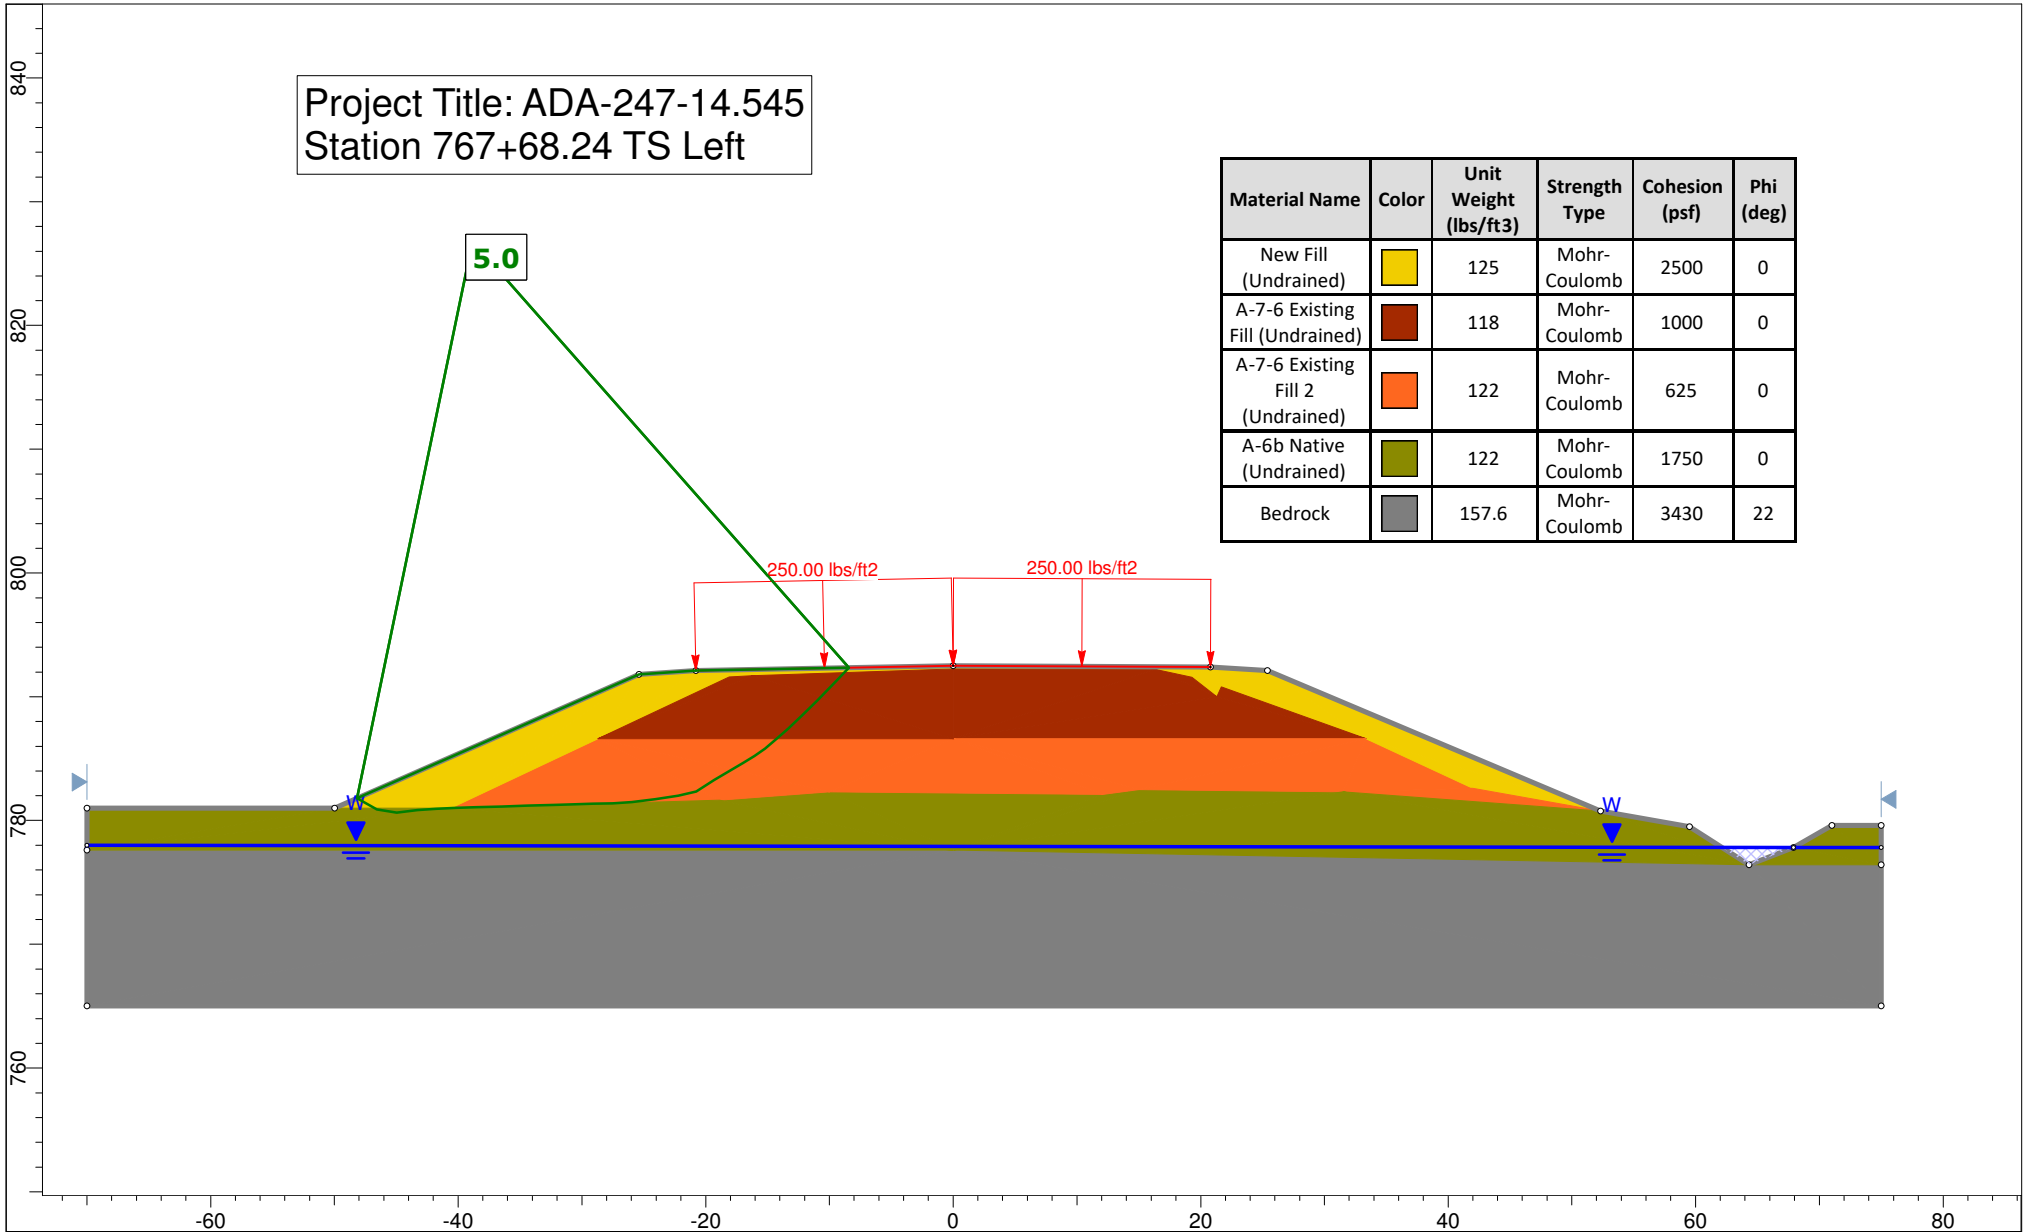 Project Title: ADA-247-14.545
Station 767+68.24 TS Left
Material Name Color Unit Weight (lbs/ft3) Strength Type Cohesion (psf) Phi (deg)
New Fill (Undrained) 125 Mohr-Coulomb 2500 0
A-7-6 Existing Fill (Undrained) 118 Mohr-Coulomb 1000 0
A-7-6 Existing Fill 2 (Undrained) 122 Mohr-Coulomb 625 0
A-6b Native (Undrained) 122 Mohr-Coulomb 1750 0
Bedrock 157.6 Mohr-Coulomb 3430 22
5.0
250.00 lbs/ft2 250.00 lbs/ft2
W W
840
820
800
780
760
-60 -40 -20 0 20 40 60 80